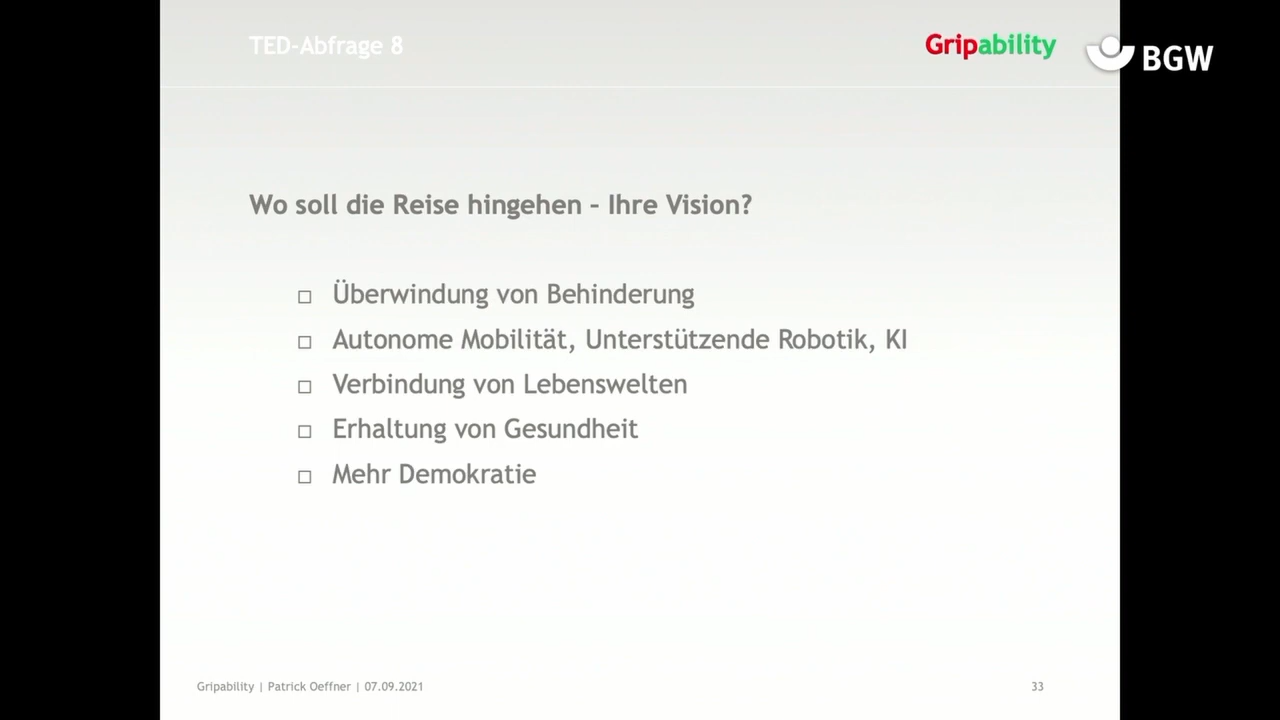 TED-Abfrage 8
Gripability
BGW
Wo soll die Reise hingehen – Ihre Vision?
□ Überwindung von Behinderung
□ Autonome Mobilität, Unterstützende Robotik, KI
□ Verbindung von Lebenswelten
□ Erhaltung von Gesundheit
□ Mehr Demokratie
Gripability | Patrick Oeffner | 07.09.2021
33